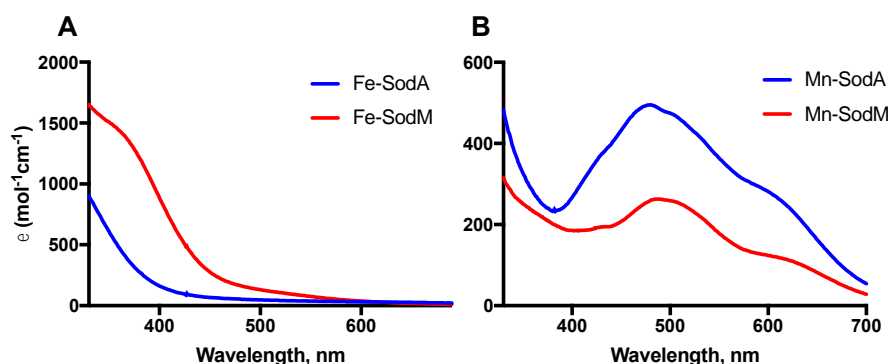 A
2000
1500
1000
500
0
400
500
600
Wavelength, nm
e (mol-1cm-1)
Fe-SodA
Fe-SodM
B
600
400
200
0
400
500
600
700
Wavelength, nm
Mn-SodA
Mn-SodM